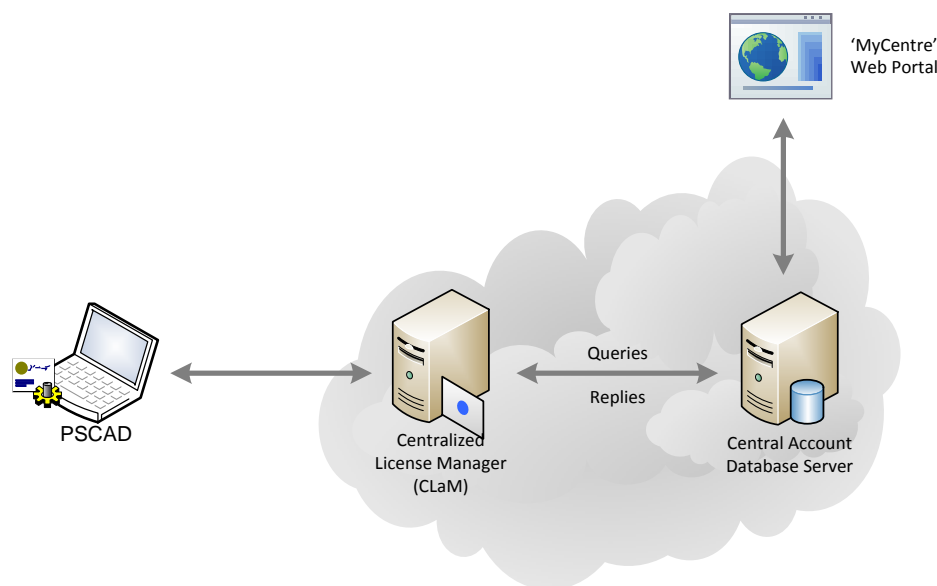 'MyCentre'
Web Portal
Queries
Replies
PSCAD
Centralized
License Manager
(CLaM)
Central Account
Database Server